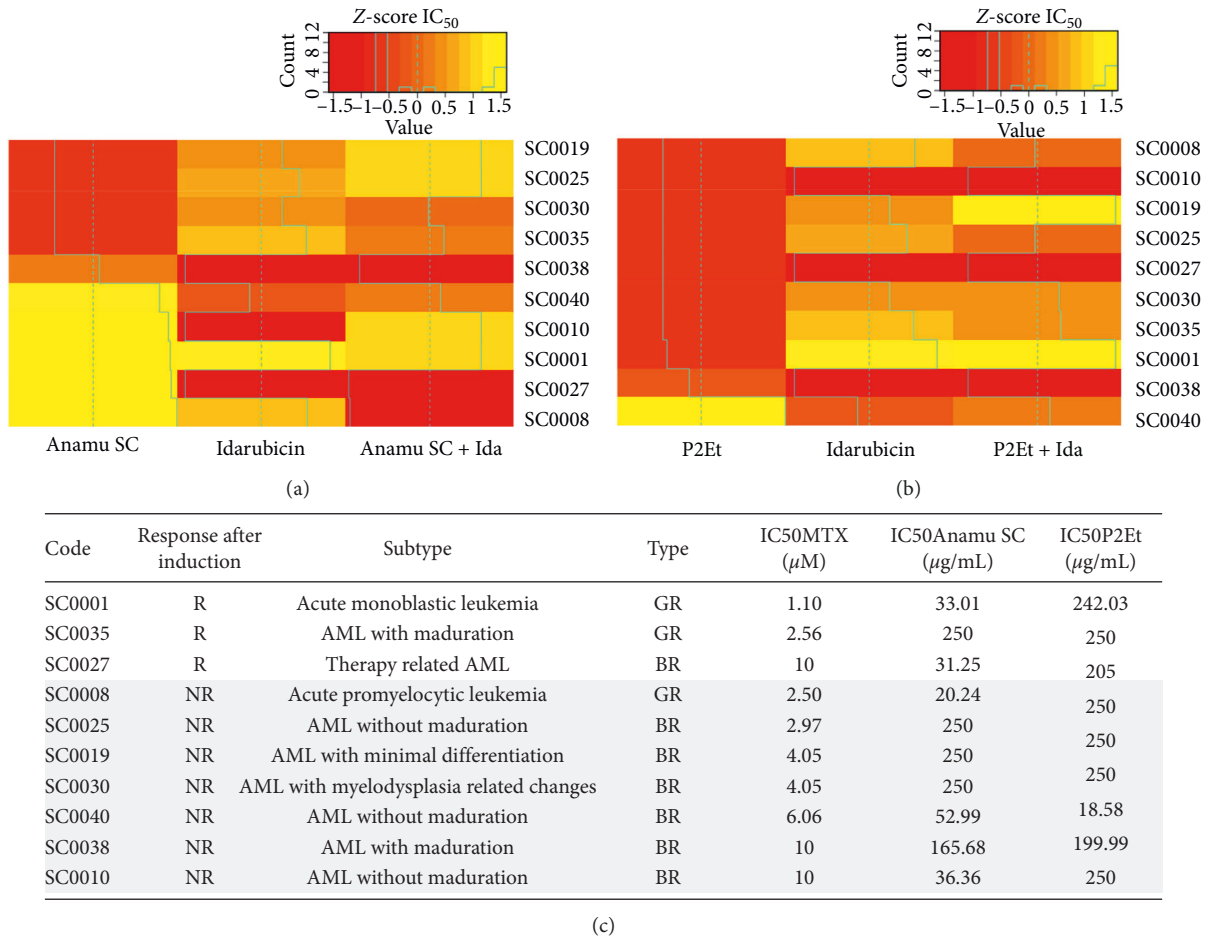 Z-score IC50
Count
12
8
4
0
−1.5 −1 −0.5 0 0.5 1 1.5
Value
SC0019
SC0025
SC0030
SC0035
SC0038
SC0040
SC0010
SC0001
SC0027
SC0008
Anamu SC Idarubicin Anamu SC + Ida
(a)
Z-score IC50
Count
12
8
4
0
−1.5 −1 −0.5 0 0.5 1 1.5
Value
SC0008
SC0010
SC0019
SC0025
SC0027
SC0030
SC0035
SC0001
SC0038
SC0040
P2Et Idarubicin P2Et + Ida
(b)
Code Response after induction Subtype Type IC50MTX (μM) IC50Anamu SC (μg/mL) IC50P2Et (μg/mL)
SC0001 R Acute monoblastic leukemia GR 1.10 33.01 242.03
SC0035 R AML with maduration GR 2.56 250 250
SC0027 R Therapy related AML BR 10 31.25 205
SC0008 NR Acute promyelocytic leukemia GR 2.50 20.24 250
SC0025 NR AML without maduration BR 2.97 250 250
SC0019 NR AML with minimal differentiation BR 4.05 250 250
SC0030 NR AML with myelodysplasia related changes BR 4.05 250
SC0040 NR AML without maduration BR 6.06 52.99 18.58
SC0038 NR AML with maduration BR 10 165.68 199.99
SC0010 NR AML without maduration BR 10 36.36 250
(c)